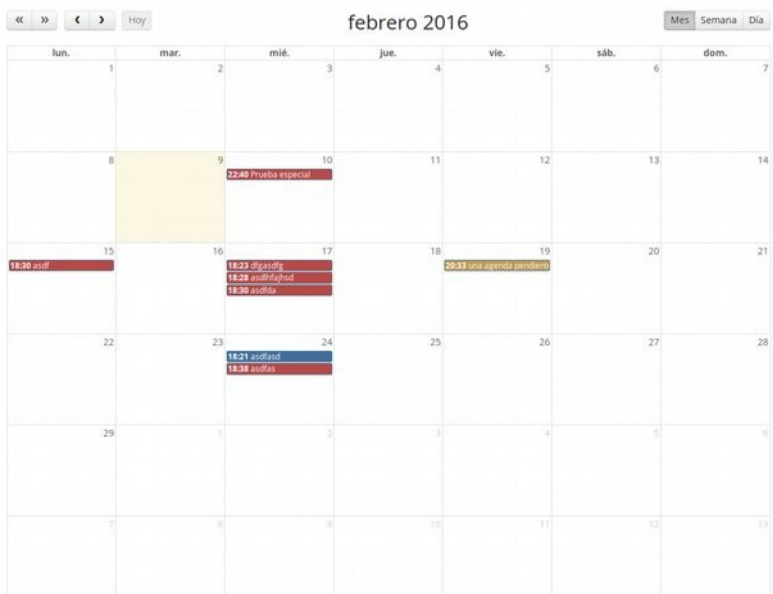 « » ‹ › Hoy febrero 2016 Mes Semana Día
lun. mar. mié. jue. vie. sáb. dom.
1 2 3 4 5 6 7
8 9 10 11 12 13 14
22:40 Prueba especial
15 16 17 18 19 20 21
18:30 asdf 18:23 dfgasdfg 20:33 una agenda pendient
18:28 asdlhfajhsd
18:30 asdfda
22 23 24 25 26 27 28
18:21 asdfasd
18:38 asdfas
29 1 2 3 4 5 6
7 8 9 10 11 12 13